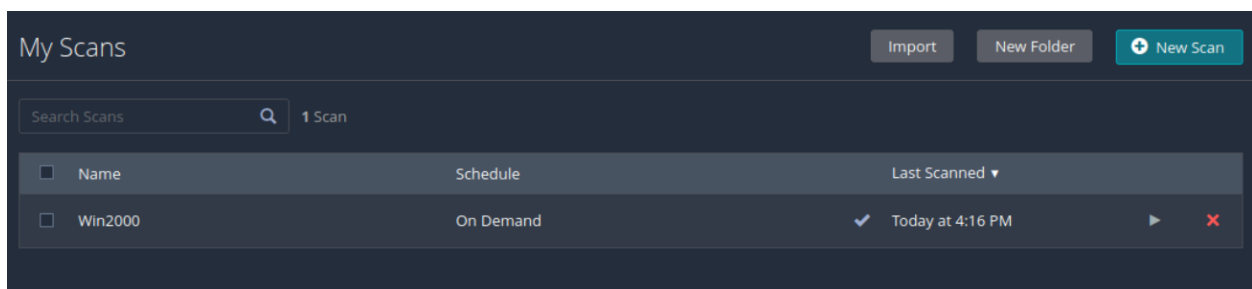 My Scans
Import
New Folder
New Scan
Search Scans
1 Scan
Name Schedule Last Scanned ▾
Win2000 On Demand Today at 4:16 PM